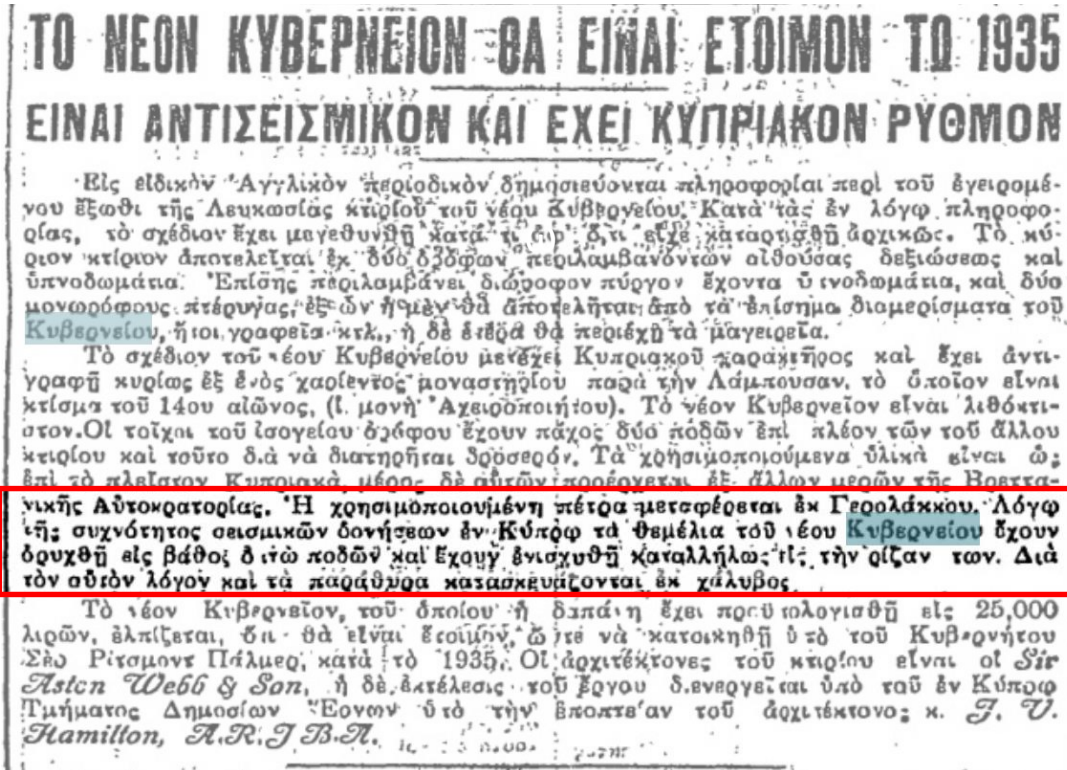 ΤΟ ΝΕΟΝ ΚΥΒΕΡΝΕΙΟΝ ΘΑ ΕΙΝΑΙ ΕΤΟΙΜΟΝ ΤΩ 1935
ΕΙΝΑΙ ΑΝΤΙΣΕΙΣΜΙΚΟΝ ΚΑΙ ΕΧΕΙ ΚΥΠΡΙΑΚΟΝ ΡΥΘΜΟΝ
Εἰς εἰδικὸν Ἀγγλικὸν περιοδικὸν δημοσιεύονται πληροφορίαι περὶ τοῦ ἐγειρομέ-
νου ἔξωθι τῆς Λευκωσίας κτιρίου τοῦ νέου Κυβερνείου. Κατὰ τὰς ἐν λόγῳ πληροφο-
ρίας, τὸ σχέδιον ἔχει μεγεθυνθῆ κατά τι ἀφ' ὅ,τι εἶχε καταρτισθῆ ἀρχικῶς. Τὸ κύ-
ριον κτίριον ἀποτελεῖται ἐκ δύο ὀρόφων περιλαμβανόντων αἰθούσας δεξιώσεως καὶ
ὑπνοδωμάτια. Ἐπίσης περιλαμβάνει διώροφον πύργον ἔχοντα ὑπνοδωμάτια, καὶ δύο
μονωρόφους πτέρυγας, ἐξ ὧν ἡ μὲν θὰ ἀποτελῆται ἀπὸ τὰ ἐπίσημα διαμερίσματα τοῦ
Κυβερνείου, ἤτοι γραφεῖα κτλ., ἡ δὲ ἑτέρα θὰ περιέχῃ τὰ μαγειρεῖα.
Τὸ σχέδιον τοῦ νέου Κυβερνείου μετέχει Κυπριακοῦ χαρακτῆρος καὶ ἔχει ἀντι-
γραφῆ κυρίως ἐξ ἑνὸς χαρίεντος μοναστηρίου παρὰ τὴν Λάμπουσαν, τὸ ὁποῖον εἶναι
κτίσμα τοῦ 14ου αἰῶνος, (ἱ. μονὴ Ἀχειροποιήτου). Τὸ νέον Κυβερνεῖον εἶναι λιθόκτι-
στον. Οἱ τοῖχοι τοῦ ἰσογείου ὀρόφου ἔχουν πάχος δύο ποδῶν ἐπὶ πλέον τῶν τοῦ ἄλλου
κτιρίου καὶ τοῦτο διὰ νὰ διατηρῆται δροσερόν. Τὰ χρησιμοποιούμενα ὑλικὰ εἶναι ὡς
ἐπὶ τὸ πλεῖστον Κυπριακά, μέρος δὲ αὐτῶν προέρχεται ἐξ ἄλλων μερῶν τῆς Βρεττα-
νικῆς Αὐτοκρατορίας. Ἡ χρησιμοποιουμένη πέτρα μεταφέρεται ἐκ Γερολάκκου. Λόγῳ
τῆς συχνότητος σεισμικῶν δονήσεων ἐν Κύπρῳ τὰ θεμέλια τοῦ νέου Κυβερνείου ἔχουν
ὀρυχθῆ εἰς βάθος ὀκτὼ ποδῶν καὶ ἔχουν ἐνισχυθῆ καταλλήλως εἰς τὴν ρίζαν των. Διὰ
τὸν αὐτὸν λόγον καὶ τὰ παράθυρα κατασκευάζονται ἐκ χάλυβος
Τὸ νέον Κυβερνεῖον, τοῦ ὁποίου ἡ δαπάνη ἔχει προϋπολογισθῆ εἰς 25,000
λιρῶν, ἐλπίζεται, ὅτι θὰ εἶναι ἕτοιμον, ὥστε νὰ κατοικηθῆ ὑπὸ τοῦ Κυβερνήτου
Σὲρ Ρίτσμοντ Πάλμερ, κατὰ τὸ 1935. Οἱ ἀρχιτέκτονες τοῦ κτιρίου εἶναι οἱ Sir
Aston Webb & Son, ἡ δὲ ἐκτέλεσις τοῦ ἔργου διενεργεῖται ὑπὸ τοῦ ἐν Κύπρῳ
Τμήματος Δημοσίων Ἔργων ὑπὸ τὴν ἐποπτείαν τοῦ ἀρχιτέκτονος κ. J. V.
Hamilton, A.R.I B.A.